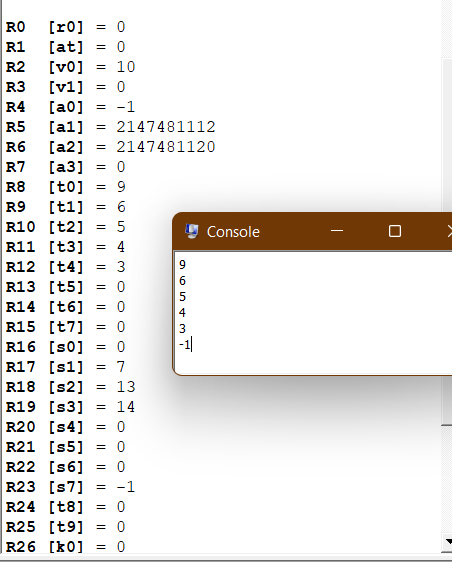 R0 [r0] = 0
R1 [at] = 0
R2 [v0] = 10
R3 [v1] = 0
R4 [a0] = -1
R5 [a1] = 2147481112
R6 [a2] = 2147481120
R7 [a3] = 0
R8 [t0] = 9
R9 [t1] = 6
R10 [t2] = 5
R11 [t3] = 4
R12 [t4] = 3
R13 [t5] = 0
R14 [t6] = 0
R15 [t7] = 0
R16 [s0] = 0
R17 [s1] = 7
R18 [s2] = 13
R19 [s3] = 14
R20 [s4] = 0
R21 [s5] = 0
R22 [s6] = 0
R23 [s7] = -1
R24 [t8] = 0
R25 [t9] = 0
R26 [k0] = 0
Console
9
6
5
4
3
-1